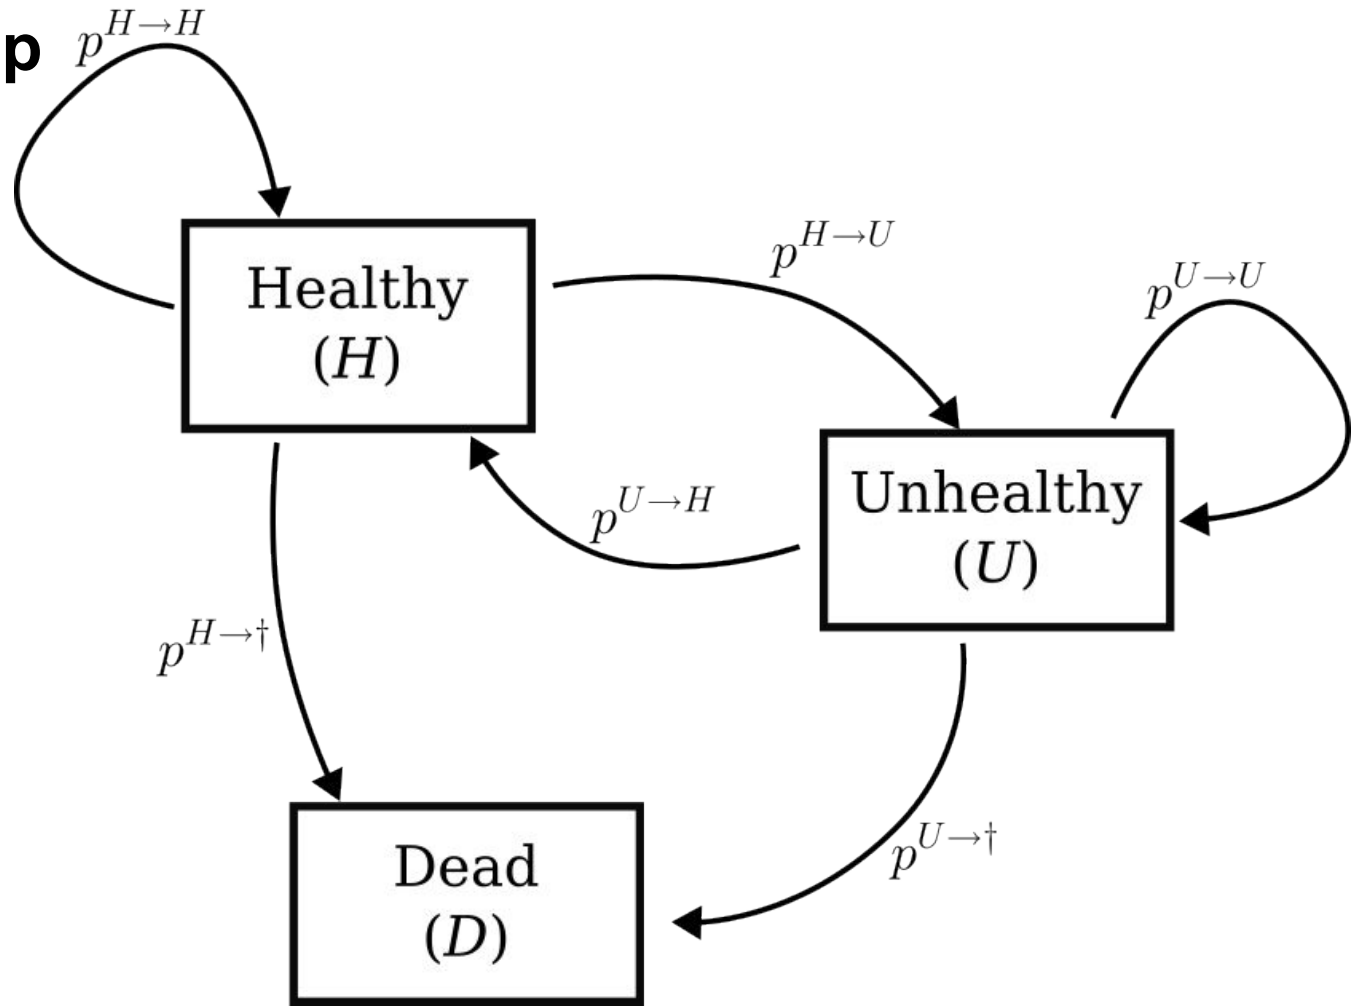 p
p^{H→H}
Healthy
(H)
p^{H→U}
p^{U→U}
Unhealthy
(U)
p^{U→H}
p^{H→†}
p^{U→†}
Dead
(D)